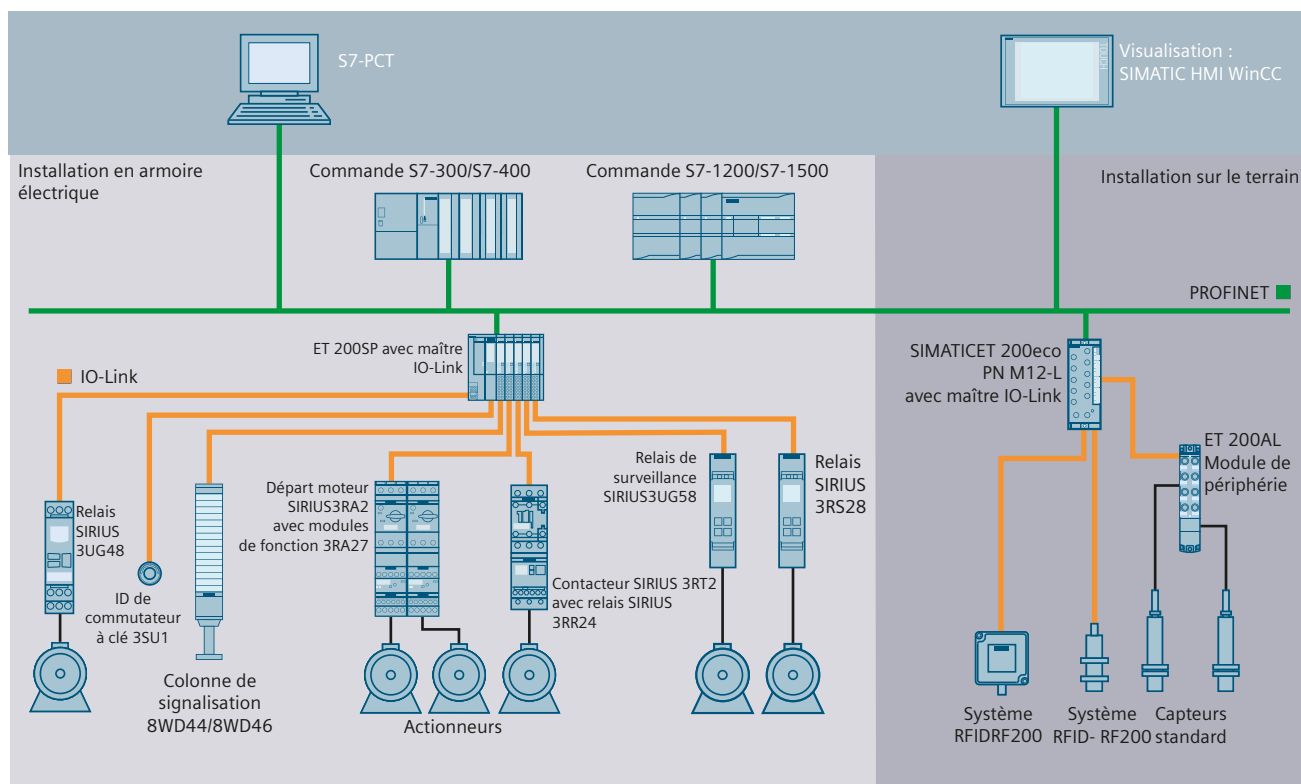 S7-PCT
Visualisation :
SIMATIC HMI WinCC
TOUCH
Installation en armoire
électrique
Commande S7-300/S7-400
Commande S7-1200/S7-1500
Installation sur le terrain
PROFINET
ET 200SP avec maître
IO-Link
IO-Link
SIMATICET 200eco
PN M12-L
avec maître IO-Link
ET 200AL
Module de
périphérie
Relais
SIRIUS
3UG48
ID de
commutateur
à clé 3SU1
Colonne de
signalisation
8WD44/8WD46
Départ moteur
SIRIUS3RA2
avec modules
de fonction 3RA27
Contacteur SIRIUS 3RT2
avec relais SIRIUS
3RR24
Actionneurs
Relais de
surveillance
SIRIUS3UG58
Relais
SIRIUS
3RS28
Système
RFIDRF200
Système
RFID- RF200
Capteurs
standard